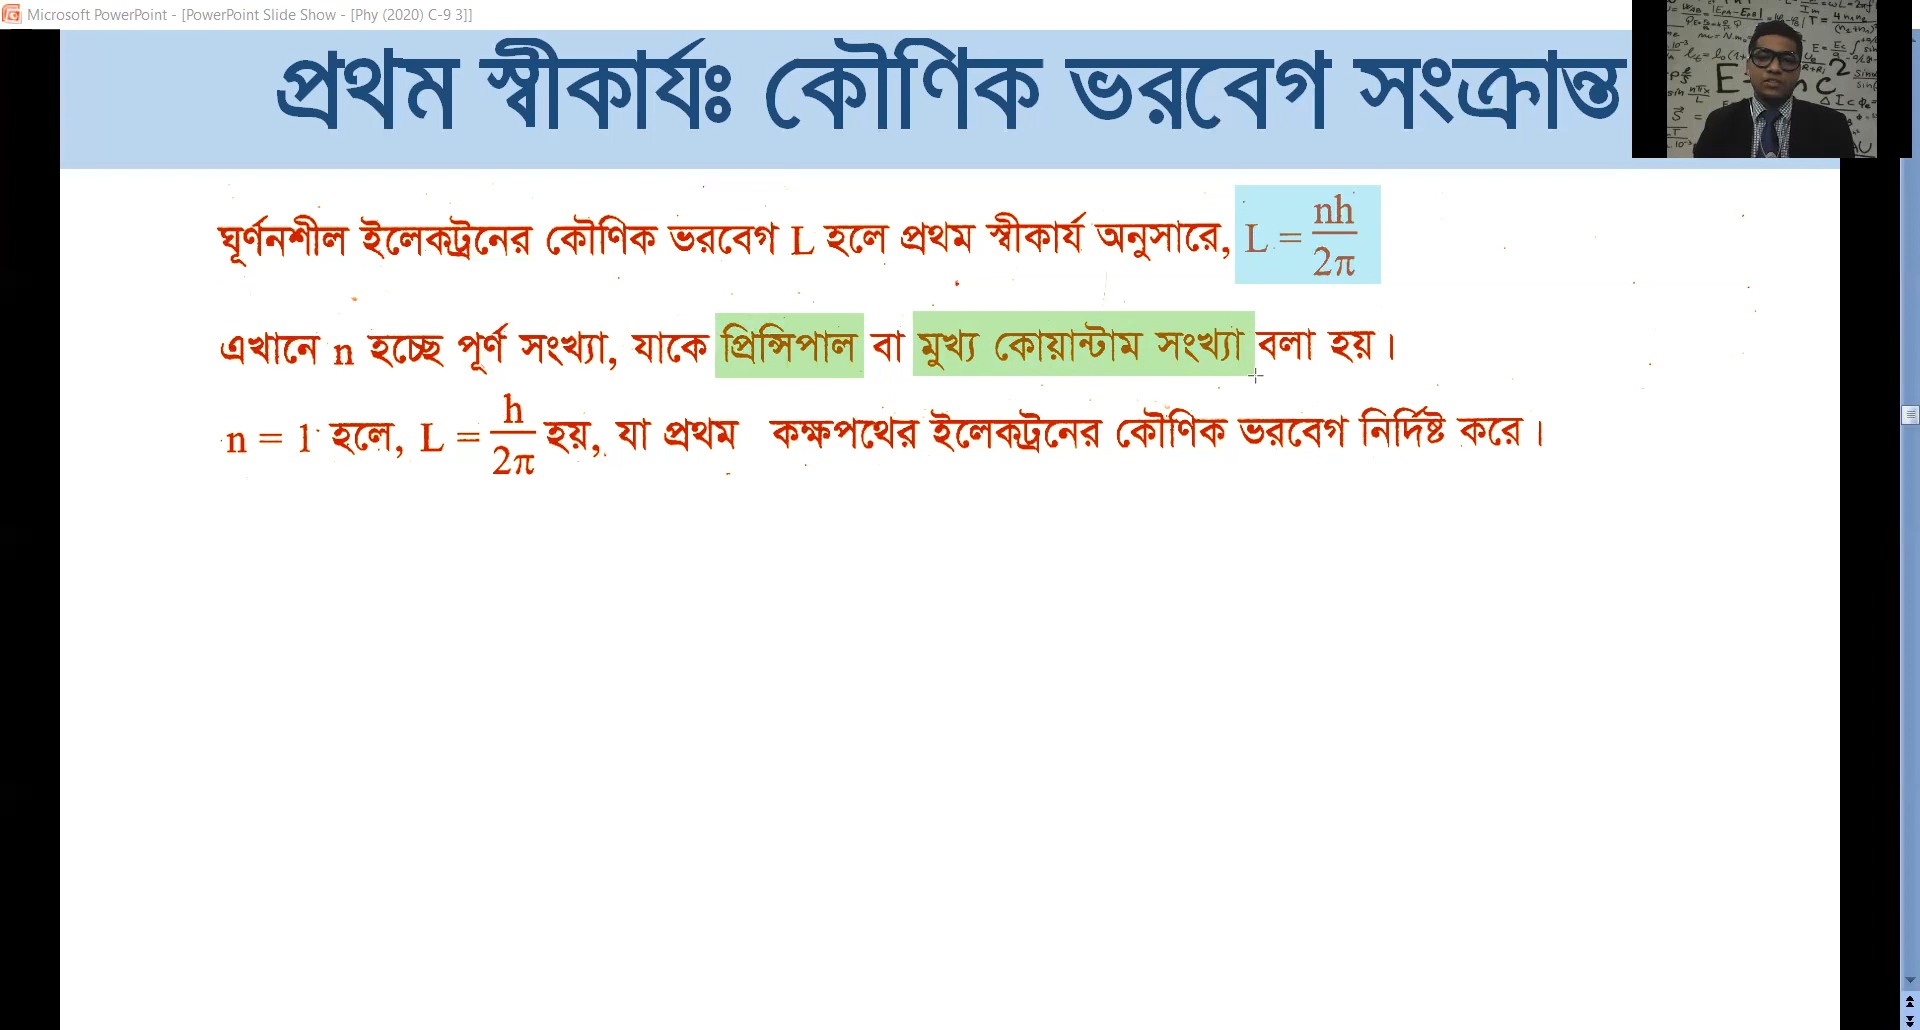 Microsoft PowerPoint - [PowerPoint Slide Show - [Phy (2020) C-9 3]]
প্রথম স্বীকার্যঃ কৌণিক ভরবেগ সংক্রান্ত
ঘূর্ণনশীল ইলেকট্রনের কৌণিক ভরবেগ L হলে প্রথম স্বীকার্য অনুসারে, L = nh/2π
এখানে n হচ্ছে পূর্ণ সংখ্যা, যাকে প্রিন্সিপাল বা মুখ্য কোয়ান্টাম সংখ্যা বলা হয়।
n = 1 হলে, L = h/2π হয়, যা প্রথম কক্ষপথের ইলেকট্রনের কৌণিক ভরবেগ নির্দিষ্ট করে।